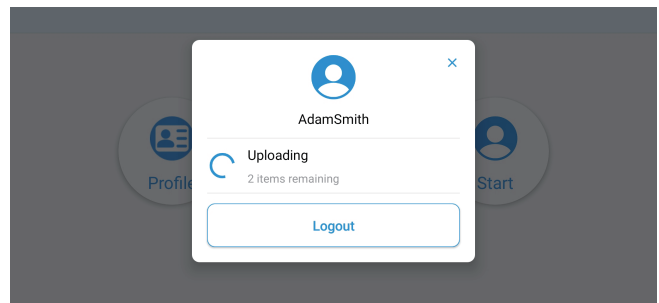 AdamSmith
Uploading
2 items remaining
Profile
Start
Logout